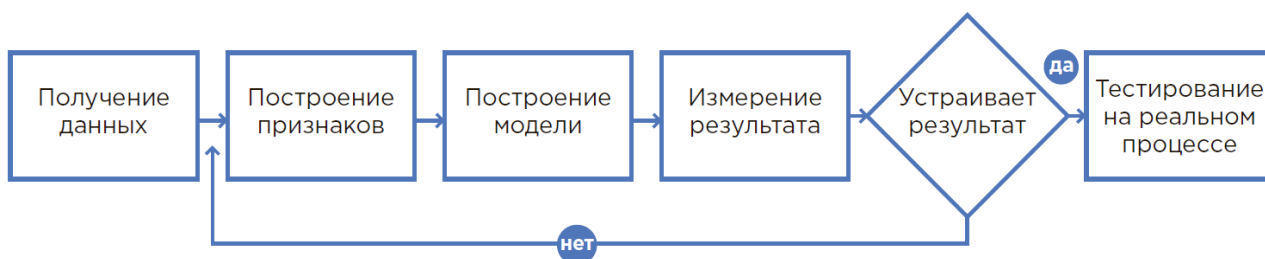 Получение
данных
Построение
признаков
Построение
модели
Измерение
результата
Устраивает
результат
да
Тестирование
на реальном
процессе
нет